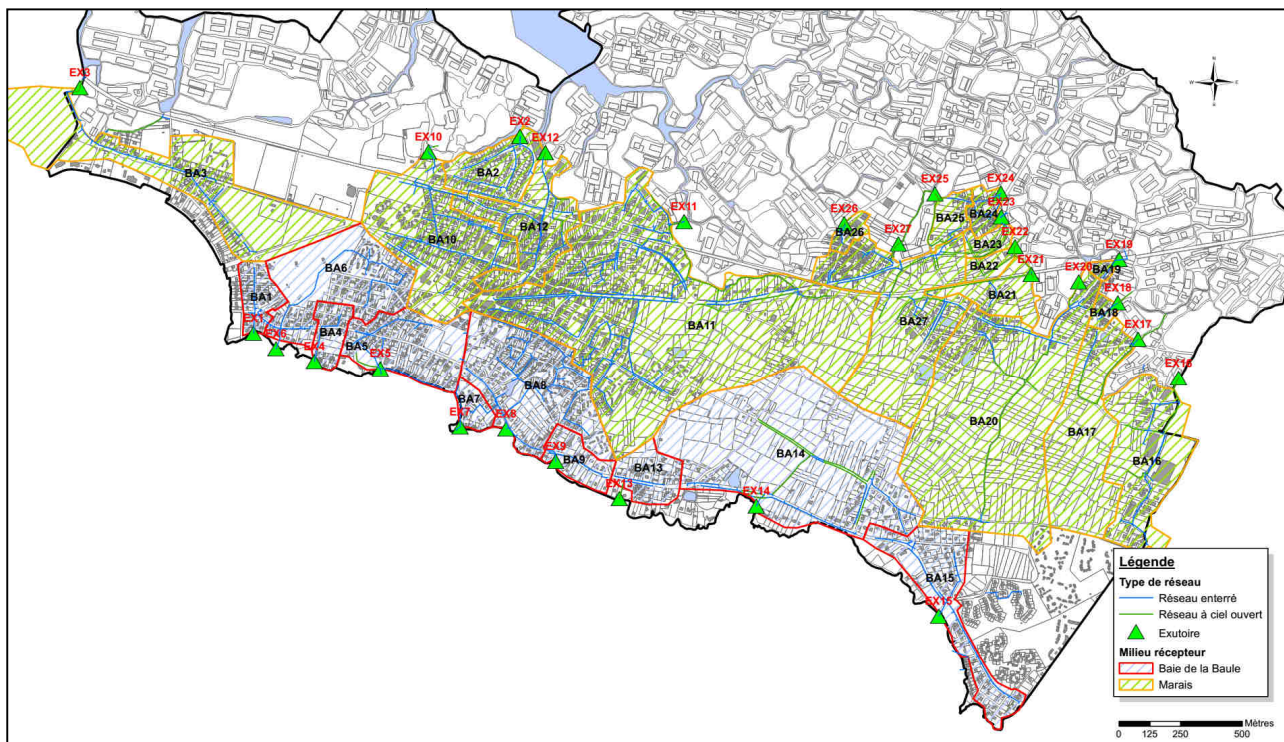 N
W E
S
EX3
EX2
EX10
EX12
BA3
BA2
EX11
EX25
EX24
EX26
EX23
BA25
BA24
BA12
BA26
EX27
BA10
EX22
BA23
EX19
BA6
BA22
EX21
EX20
BA19
BA1
BA21
EX18
BA18
EX1
BA4
EX6
BA11
BA27
EX17
BA5
EX4
EX5
BA8
EX16
BA7
EX7
EX8
BA20
BA17
BA14
BA16
EX9
BA9
BA13
EX13
EX14
BA15
EX15
Légende
Type de réseau
Réseau enterré
Réseau à ciel ouvert
Exutoire
Milieu récepteur
Baie de la Baule
Marais
Mètres
0 125 250 500